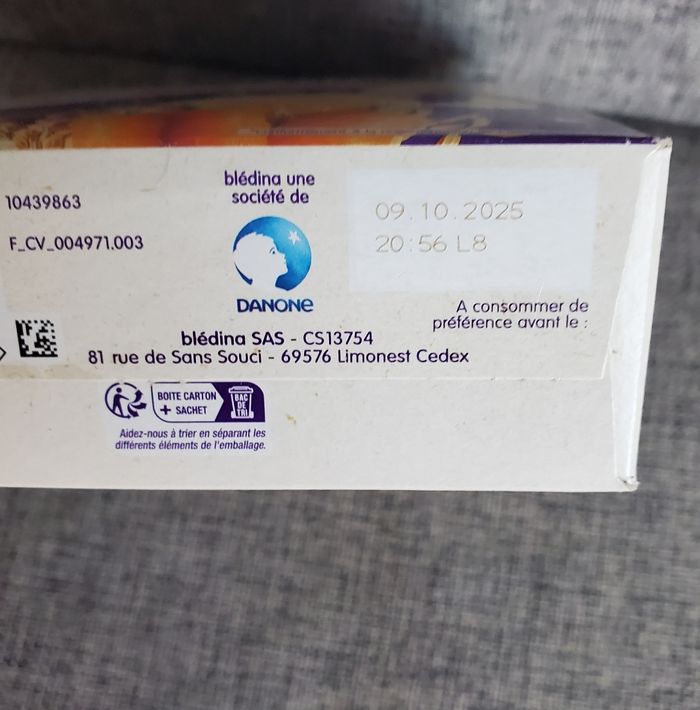 10439863
F_CV_004971.003
blédina une
société de
DANONE
09.10.2025
20:56 L8
A consommer de
préférence avant le :
blédina SAS - CS13754
81 rue de Sans Souci - 69576 Limonest Cedex
BOITE CARTON
+ SACHET
BAC
DE
TRI
Aidez-nous à trier en séparant les
différents éléments de l'emballage.